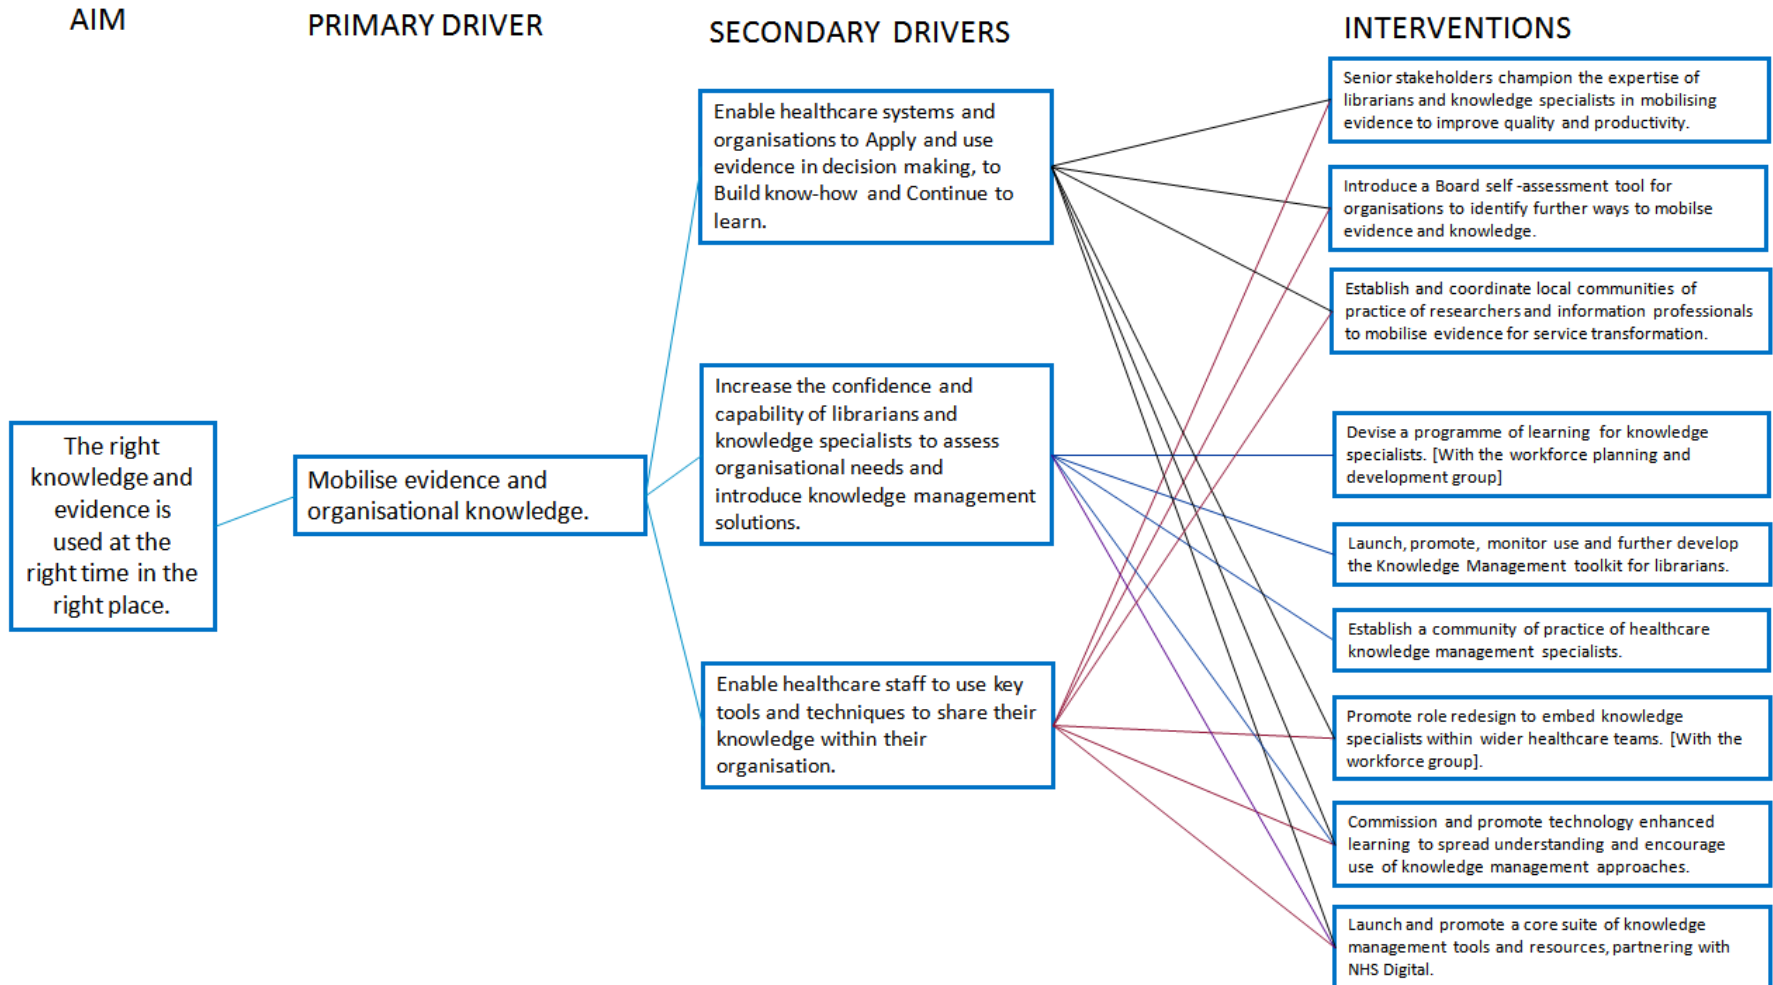 AIM
PRIMARY DRIVER
SECONDARY DRIVERS
INTERVENTIONS
The right
knowledge and
evidence is
used at the
right time in the
right place.
Mobilise evidence and
organisational knowledge.
Enable healthcare systems and
organisations to Apply and use
evidence in decision making, to
Build know-how and Continue to
learn.
Increase the confidence and
capability of librarians and
knowledge specialists to assess
organisational needs and
introduce knowledge management
solutions.
Enable healthcare staff to use key
tools and techniques to share their
knowledge within their
organisation.
Senior stakeholders champion the expertise of
librarians and knowledge specialists in mobilising
evidence to improve quality and productivity.
Introduce a Board self -assessment tool for
organisations to identify further ways to mobilse
evidence and knowledge.
Establish and coordinate local communities of
practice of researchers and information professionals
to mobilise evidence for service transformation.
Devise a programme of learning for knowledge
specialists. [With the workforce planning and
development group]
Launch, promote, monitor use and further develop
the Knowledge Management toolkit for librarians.
Establish a community of practice of healthcare
knowledge management specialists.
Promote role redesign to embed knowledge
specialists within wider healthcare teams. [With the
workforce group].
Commission and promote technology enhanced
learning to spread understanding and encourage
use of knowledge management approaches.
Launch and promote a core suite of knowledge
management tools and resources, partnering with
NHS Digital.